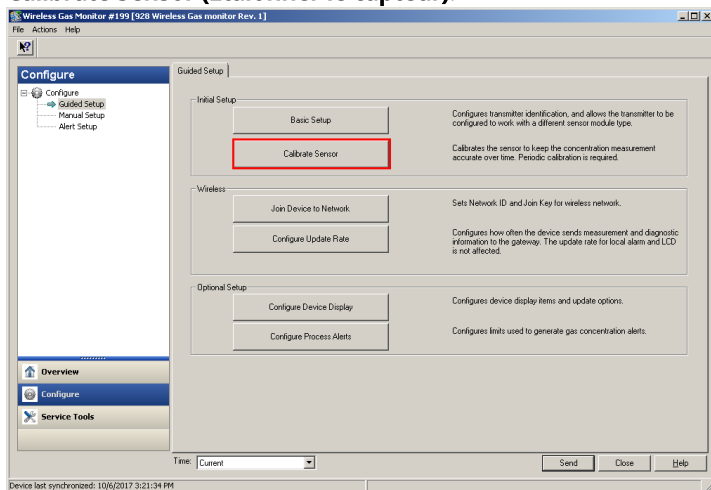 Wireless Gas Monitor #199 [928 Wireless Gas monitor Rev. 1]
File Actions Help
Configure
Configure
Guided Setup
Manual Setup
Alert Setup
Overview
Configure
Service Tools
Guided Setup
Initial Setup
Basic Setup
Configures transmitter identification, and allows the transmitter to be
configured to work with a different sensor module type.
Calibrate Sensor
Calibrates the sensor to keep the concentration measurement
accurate over time. Periodic calibration is required.
Wireless
Join Device to Network
Sets Network ID and Join Key for wireless network.
Configure Update Rate
Configures how often the device sends measurement and diagnostic
information to the gateway. The update rate for local alarm and LCD
is not affected.
Optional Setup
Configure Device Display
Configures device display items and update options.
Configure Process Alerts
Configures limits used to generate gas concentration alerts.
Time: Current
Send Close Help
Device last synchronized: 10/6/2017 3:21:34 PM